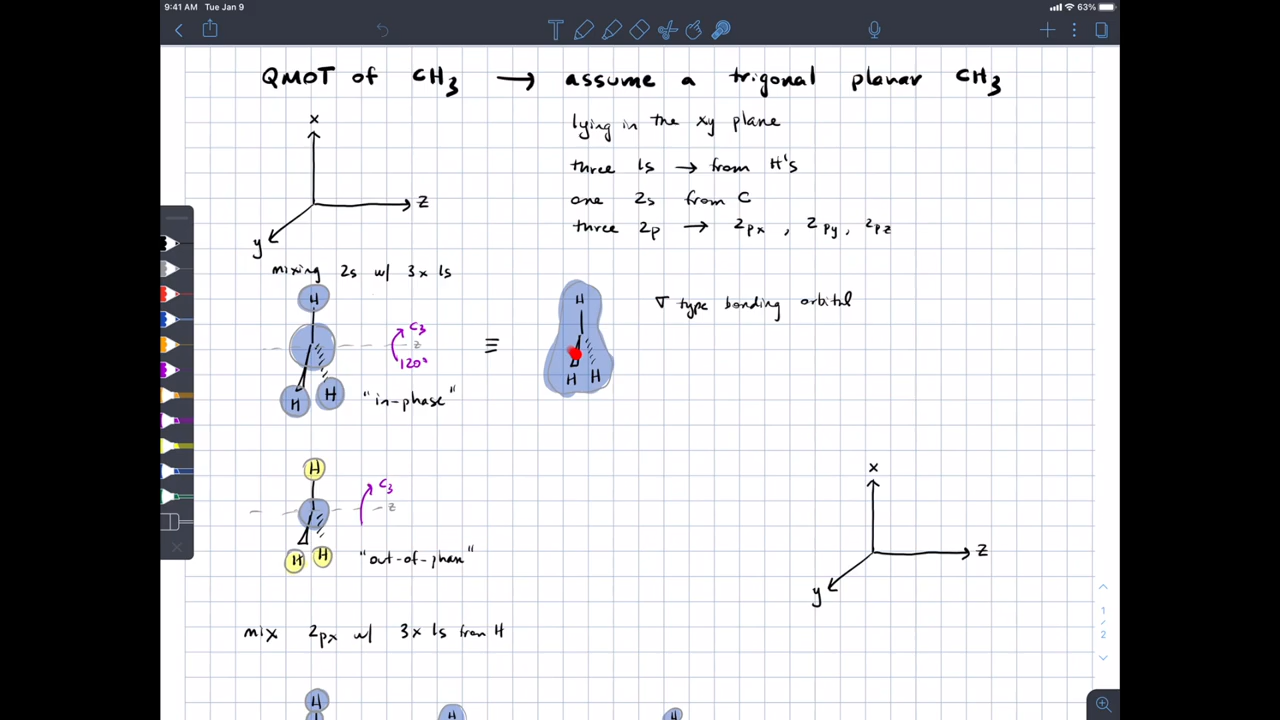 9:41 AM Tue Jan 9
63%
QMOT of CH3 → assume a trigonal planar CH3
x
lying in the xy plane
three 1s → from H's
one 2s from C
z
three 2p → 2px, 2py, 2pz
y
mixing 2s w/ 3x 1s
H
H
σ type bonding orbital
C3
z
120°
≡
H H
H H
"in-phase"
x
H
C3
z
H H
"out-of-phase"
z
y
1
/
2
mix 2px w/ 3x 1s from H
H
H
H